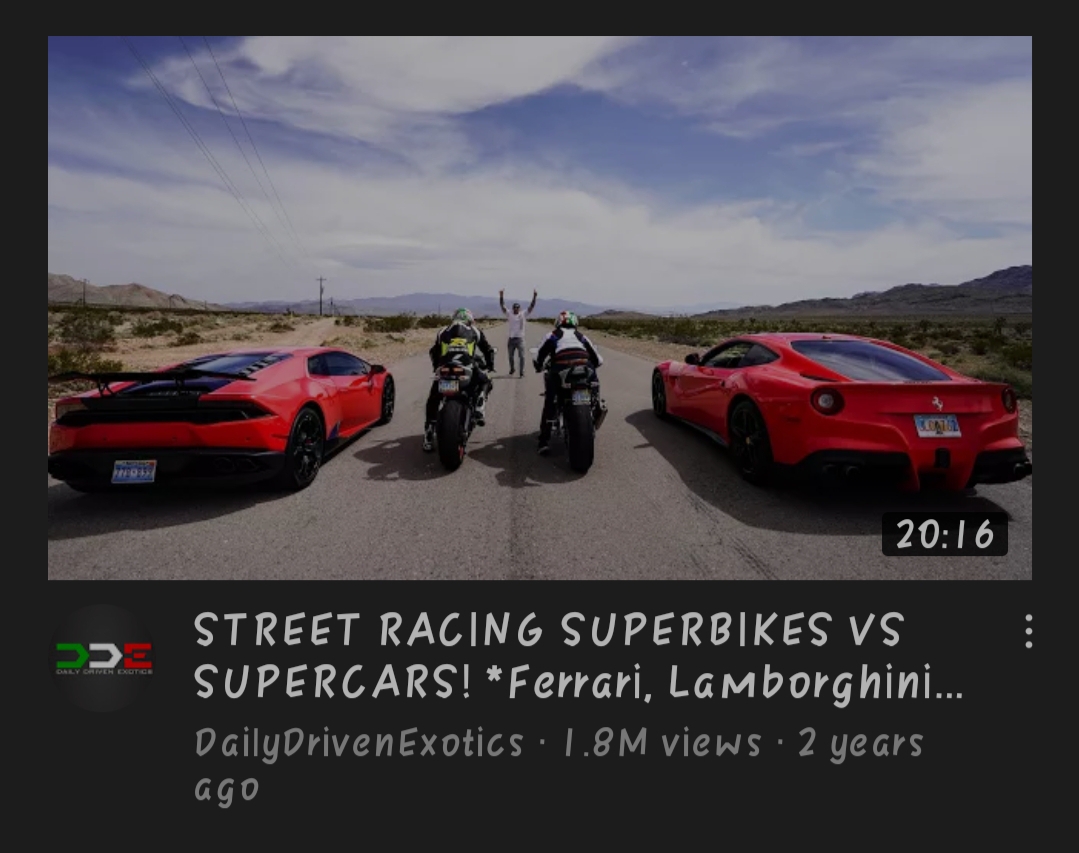 20:16
STREET RACING SUPERBIKES VS
SUPERCARS! *Ferrari, Lamborghini...
DDE
DAILY DRIVEN EXOTICS
DailyDrivenExotics · 1.8M views · 2 years
ago